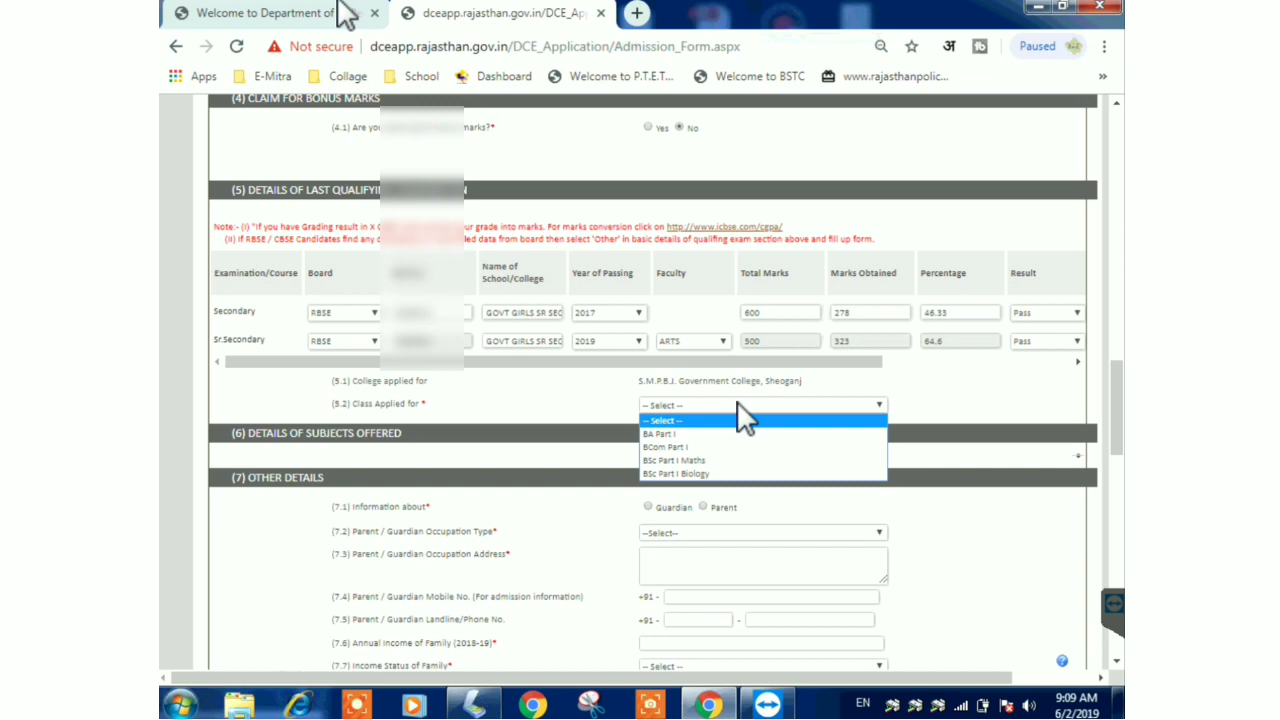 Welcome to Department of
dceapp.rajasthan.gov.in/DCE_Ap
Not secure | dceapp.rajasthan.gov.in/DCE_Application/Admission_Form.aspx
अ
Paused
Apps E-Mitra Collage School Dashboard Welcome to P.T.E.T... Welcome to BSTC www.rajasthanpolic... »
(4) CLAIM FOR BONUS MARKS
(4.1) Are you marks?* Yes No
(5) DETAILS OF LAST QUALIFYI N
Note:- (I) "If you have Grading result in X ur grade into marks. For marks conversion click on http://www.icbse.com/cgpa/
(II) If RBSE / CBSE Candidates find any ed data from board then select 'Other' in basic details of qualifing exam section above and fill up form.
Examination/Course Board Name of School/College Year of Passing Faculty Total Marks Marks Obtained Percentage Result
Secondary RBSE GOVT GIRLS SR SEC 2017 600 278 46.33 Pass
Sr.Secondary RBSE GOVT GIRLS SR SEC 2019 ARTS 500 323 64.6 Pass
(5.1) College applied for S.M.P.B.J. Government College, Sheoganj
(5.2) Class Applied for * -- Select --
-- Select --
BA Part I
BCom Part I
BSc Part I Maths
BSc Part I Biology
(6) DETAILS OF SUBJECTS OFFERED
(7) OTHER DETAILS
(7.1) Information about* Guardian Parent
(7.2) Parent / Guardian Occupation Type* --Select--
(7.3) Parent / Guardian Occupation Address*
(7.4) Parent / Guardian Mobile No. (For admission information) +91 -
(7.5) Parent / Guardian Landline/Phone No. +91 - -
(7.6) Annual Income of Family (2018-19)*
(7.7) Income Status of Family* -- Select --
EN
9:09 AM
6/2/2019